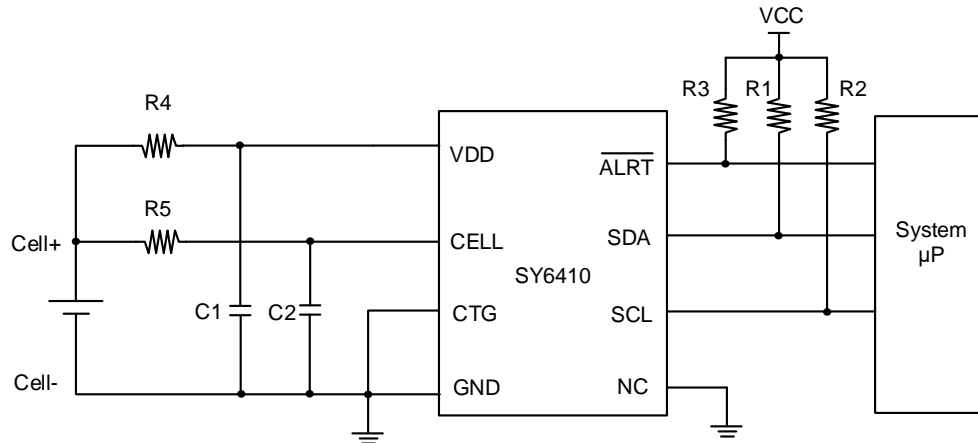 VCC
R3
R1
R2
R4
VDD
ALRT
R5
Cell+
CELL
SDA
System
μP
SY6410
C1
C2
CTG
SCL
Cell-
GND
NC